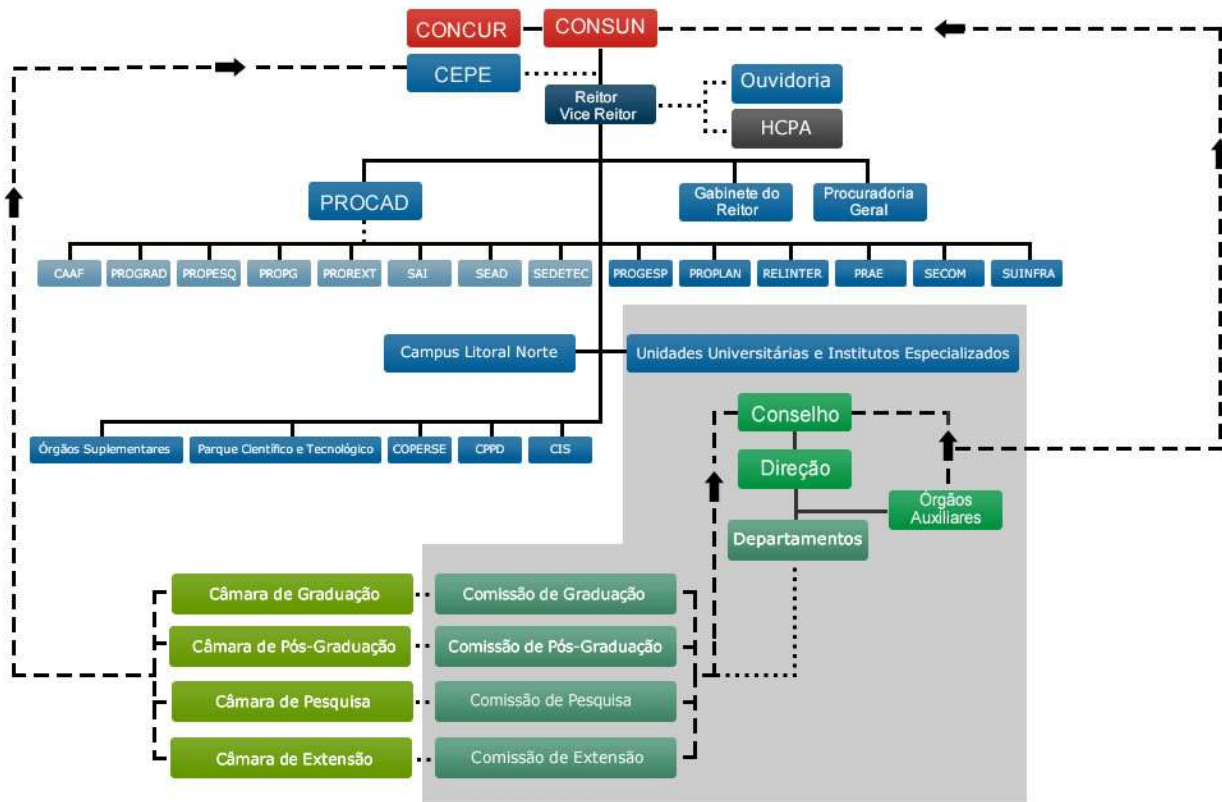 CONCUR
CONSUN
CEPE
Reitor
Vice Reitor
Ouvidoria
HCPA
PROCAD
Gabinete do
Reitor
Procuradoria
Geral
CAAF
PROGRAD
PROPESQ
PROPG
PROREXT
SAI
SEAD
SEDETEC
PROGESP
PROPLAN
RELINTER
PRAE
SECOM
SUINFRA
Campus Litoral Norte
Unidades Universitárias e Institutos Especializados
Órgãos Suplementares
Parque Científico e Tecnológico
COPERSE
CPPD
CIS
Conselho
Direção
Órgãos
Auxiliares
Departamentos
Câmara de Graduação
Comissão de Graduação
Câmara de Pós-Graduação
Comissão de Pós-Graduação
Câmara de Pesquisa
Comissão de Pesquisa
Câmara de Extensão
Comissão de Extensão